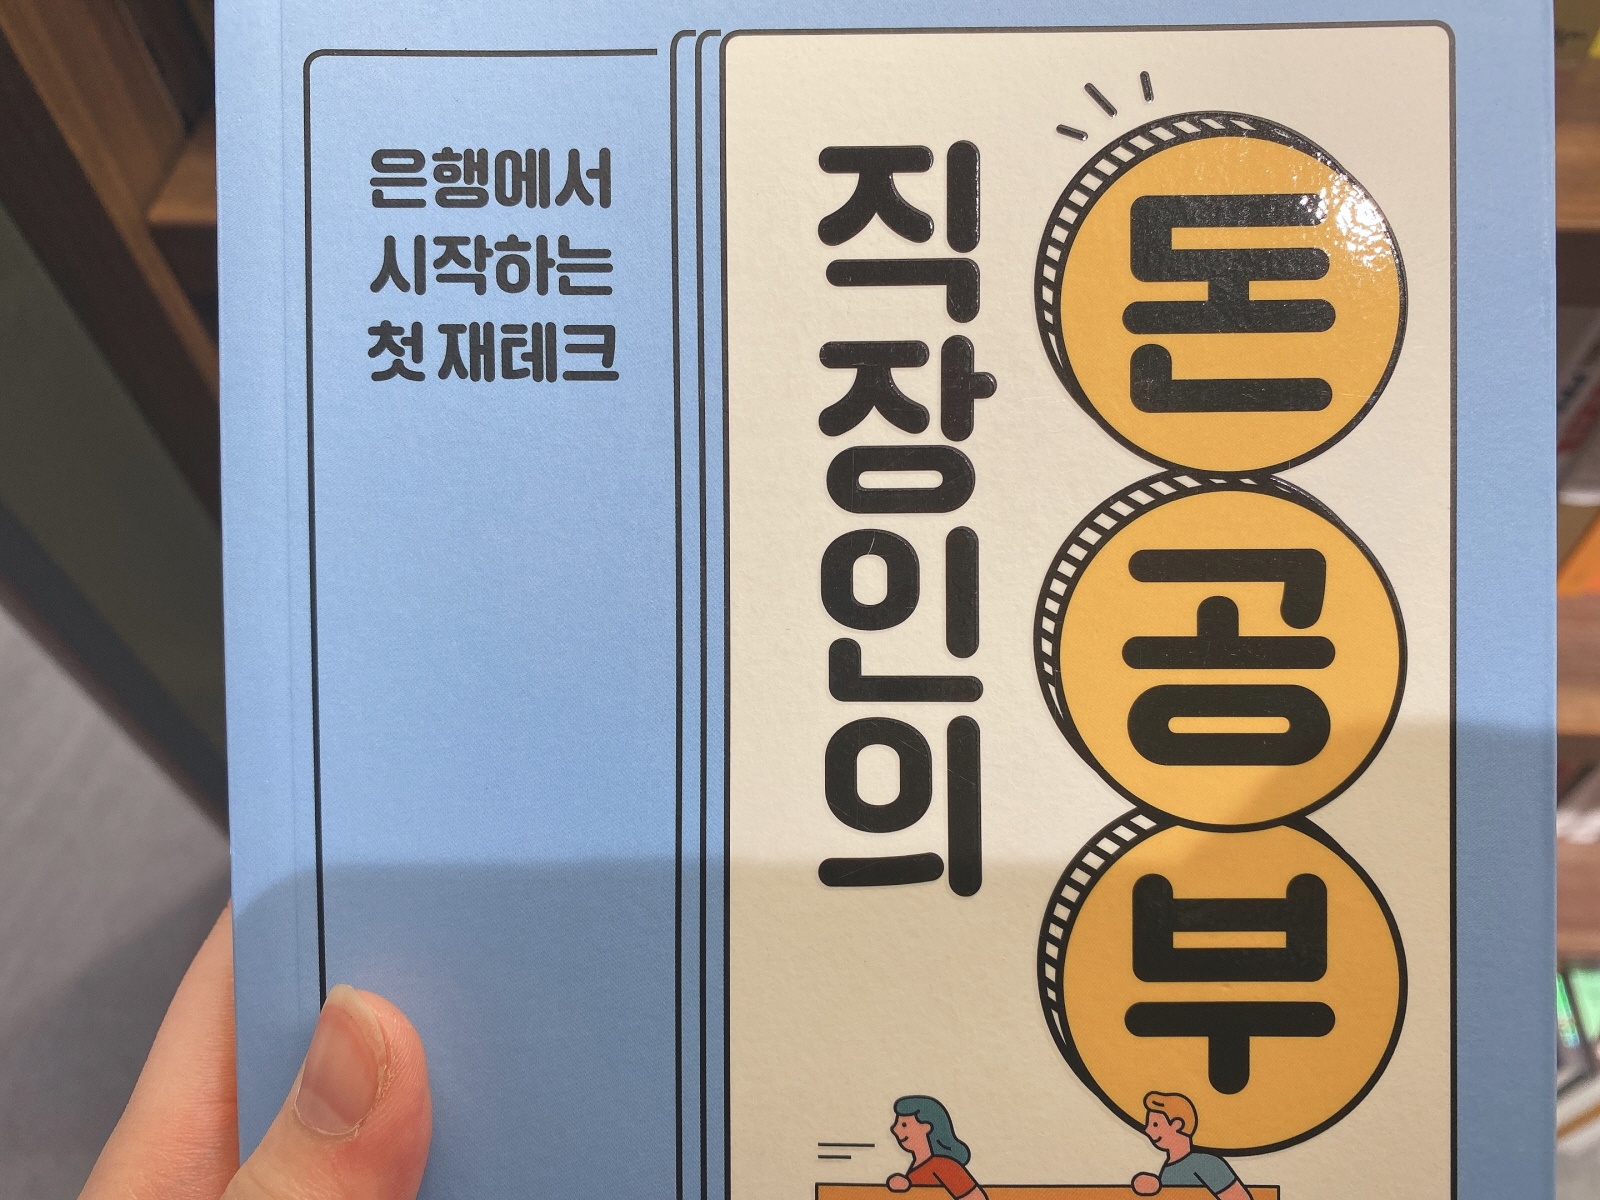 은행에서
시작하는
첫 재테크
직장인의
돈공부